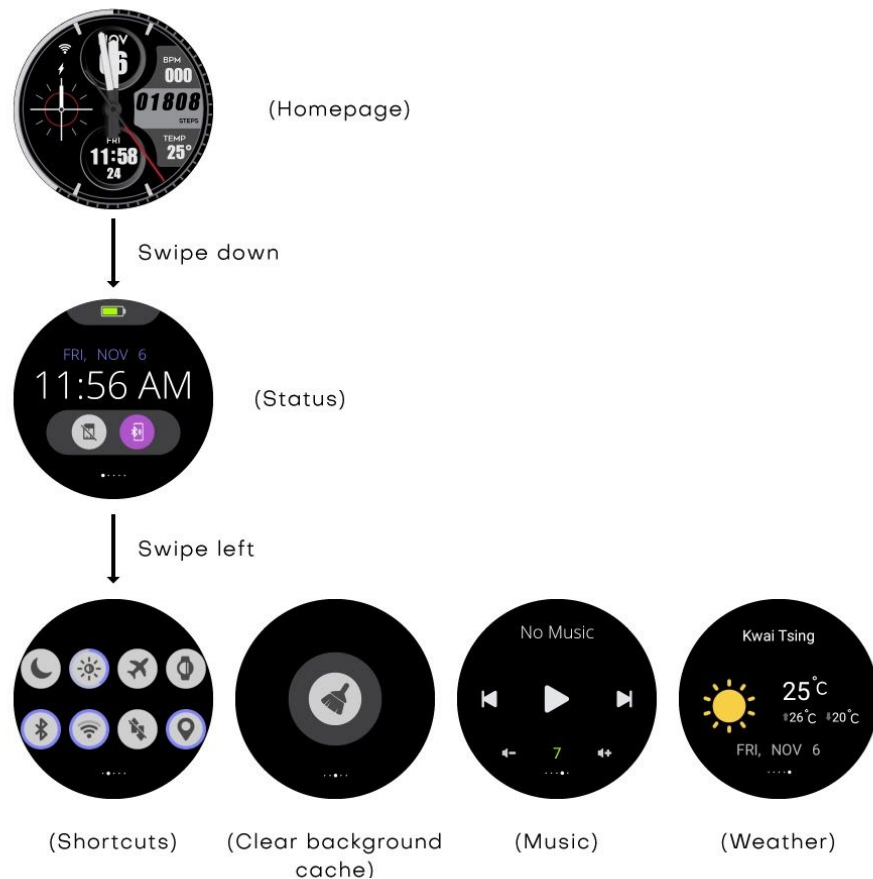 NOV
06
BPM
000
01808
STEPS
TEMP
25°
FRI
11:58
24
(Homepage)
Swipe down
FRI, NOV 6
11:56 AM
(Status)
Swipe left
No Music
7
Kwai Tsing
25°C
⇧26°C ⇩20°C
FRI, NOV 6
(Shortcuts)
(Clear background
cache)
(Music)
(Weather)